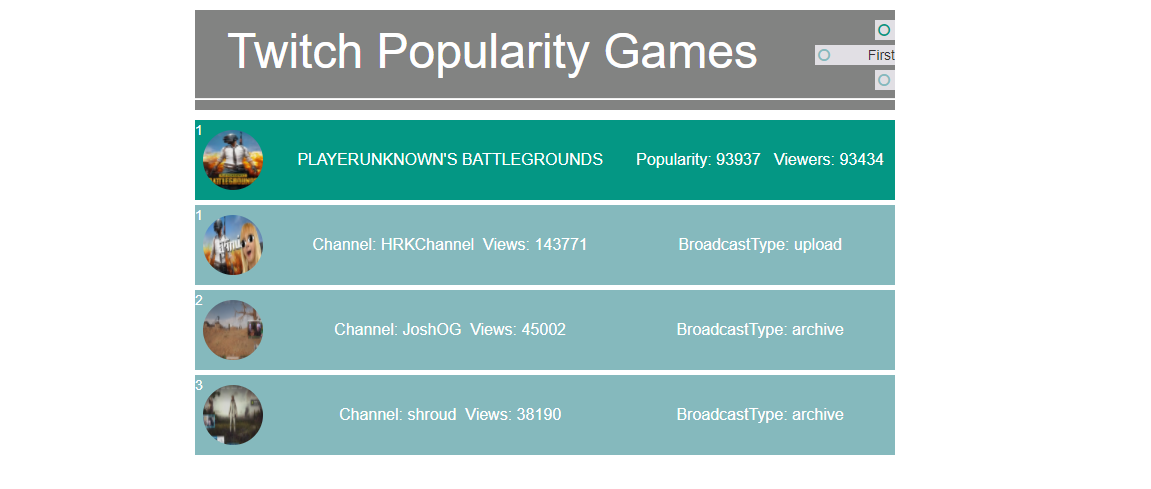 Twitch Popularity Games
First
1
PLAYERUNKNOWN'S BATTLEGROUNDS Popularity: 93937 Viewers: 93434
1
Channel: HRKChannel Views: 143771 BroadcastType: upload
2
Channel: JoshOG Views: 45002 BroadcastType: archive
3
Channel: shroud Views: 38190 BroadcastType: archive